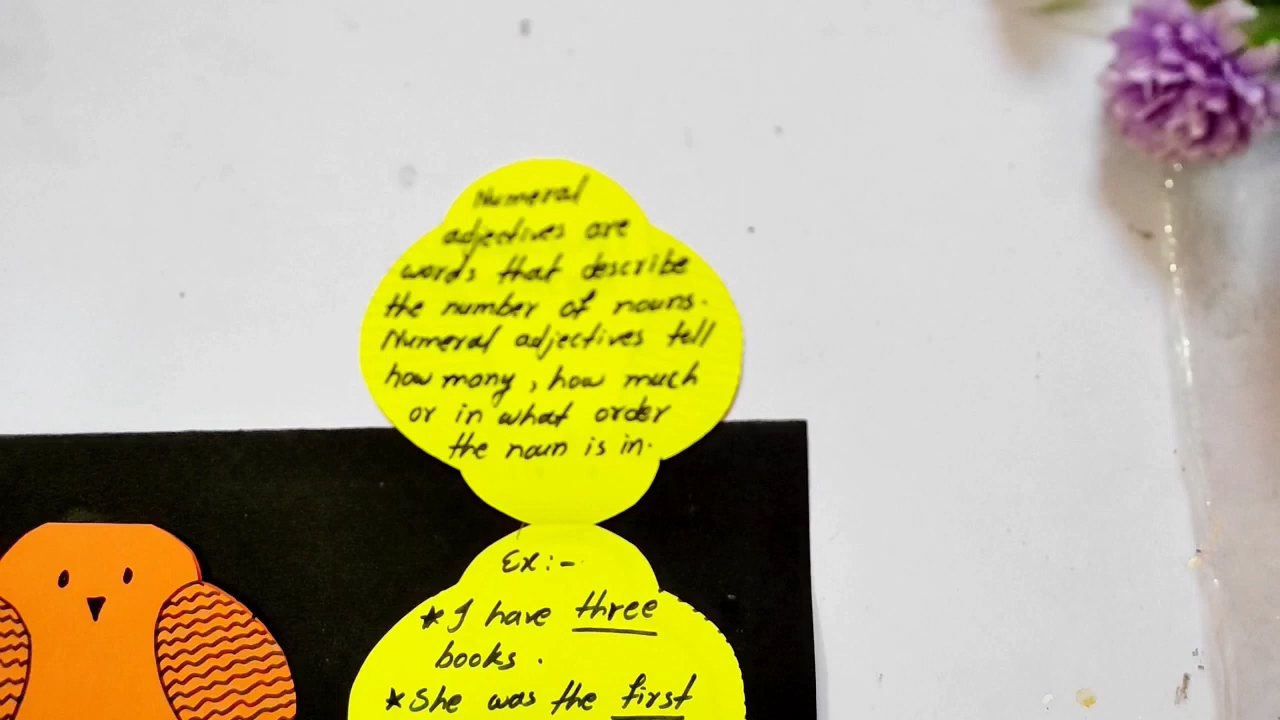 Numeral
adjectives are
words that describe
the number of nouns.
Numeral adjectives tell
how many, how much
or in what order
the noun is in.
Ex:-
* I have three
books.
* She was the first